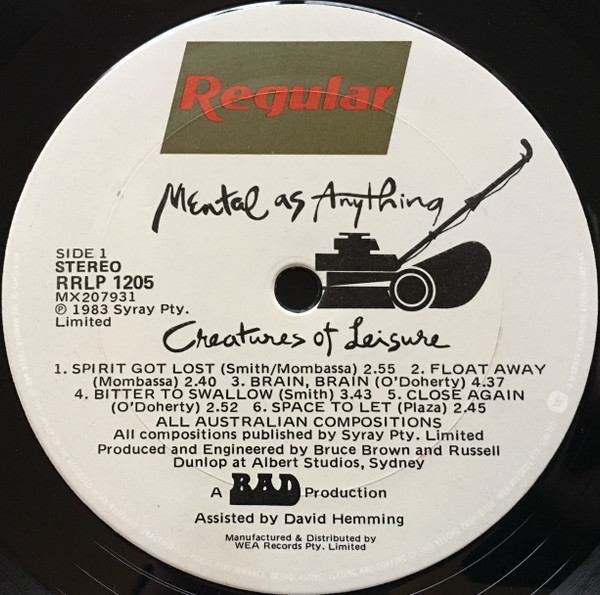 Regular
Mental as Anything
SIDE 1
STEREO
RRLP 1205
MX207931
℗ 1983 Syray Pty.
Limited
Creatures of Leisure
1. SPIRIT GOT LOST (Smith/Mombassa) 2.55 2. FLOAT AWAY
(Mombassa) 2.40 3. BRAIN, BRAIN (O'Doherty) 4.37
4. BITTER TO SWALLOW (Smith) 3.43 5. CLOSE AGAIN
(O'Doherty) 2.52 6. SPACE TO LET (Plaza) 2.45
ALL AUSTRALIAN COMPOSITIONS
All compositions published by Syray Pty. Limited
Produced and Engineered by Bruce Brown and Russell
Dunlop at Albert Studios, Sydney
A BAD Production
Assisted by David Hemming
Manufactured & Distributed by
WEA Records Pty. Limited